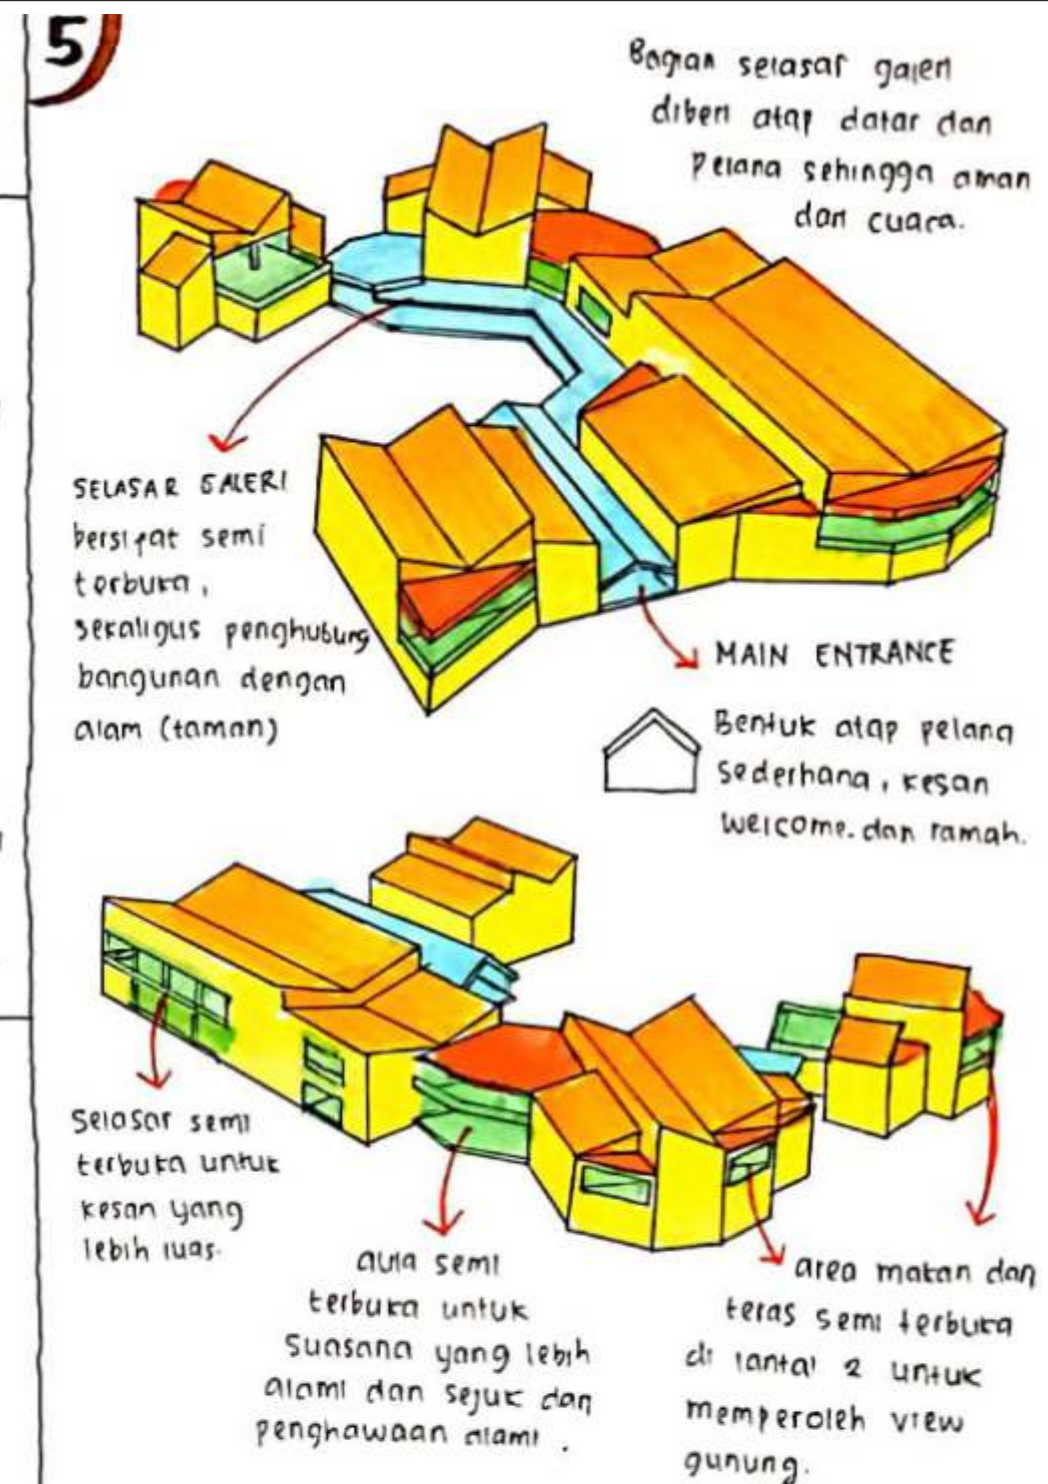 5
Bagian selasar galeri
diberi atap datar dan
pelana sehingga aman
dari cuaca.
SELASAR GALERI
bersifat semi
terbuka,
sekaligus penghubung
bangunan dengan
alam (taman)
MAIN ENTRANCE
Bentuk atap pelana
sederhana, kesan
welcome dan ramah.
Selasar semi
terbuka untuk
kesan yang
lebih luas.
aula semi
terbuka untuk
suasana yang lebih
alami dan sejuk dan
penghawaan alami.
area makan dan
teras semi terbuka
di lantai 2 untuk
memperoleh view
gunung.